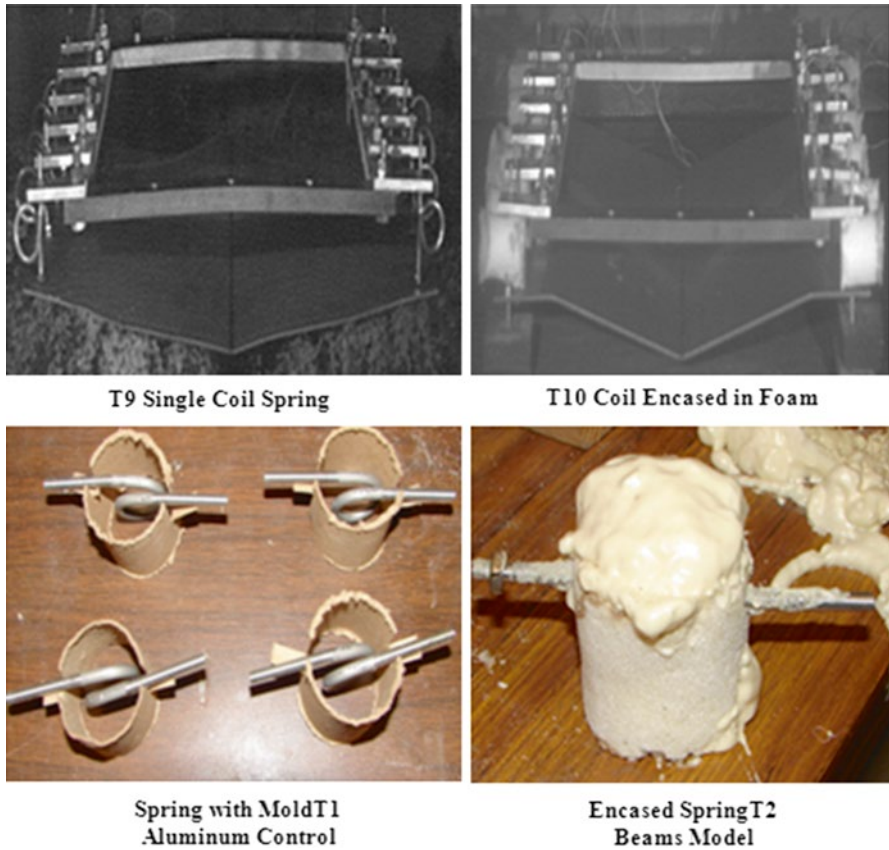 T9 Single Coil Spring
T10 Coil Encased in Foam
Spring with MoldT1
Aluminum Control
Encased SpringT2
Beams Model